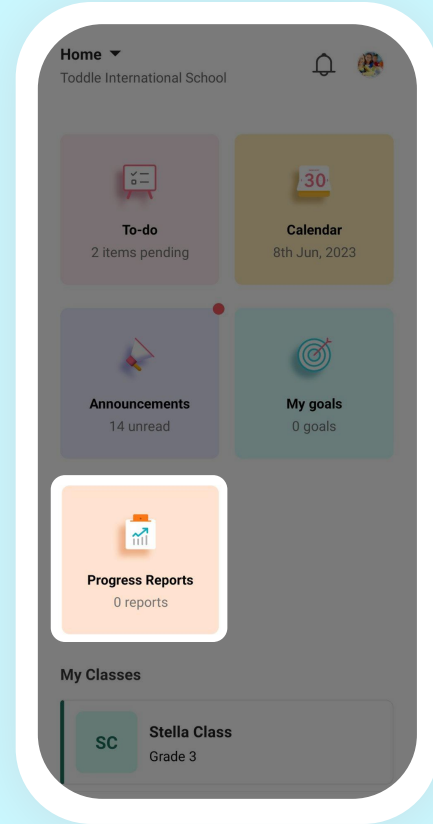 Home
Toddle International School
30
To-do
2 items pending
Calendar
8th Jun, 2023
Announcements
14 unread
My goals
0 goals
Progress Reports
0 reports
My Classes
SC
Stella Class
Grade 3